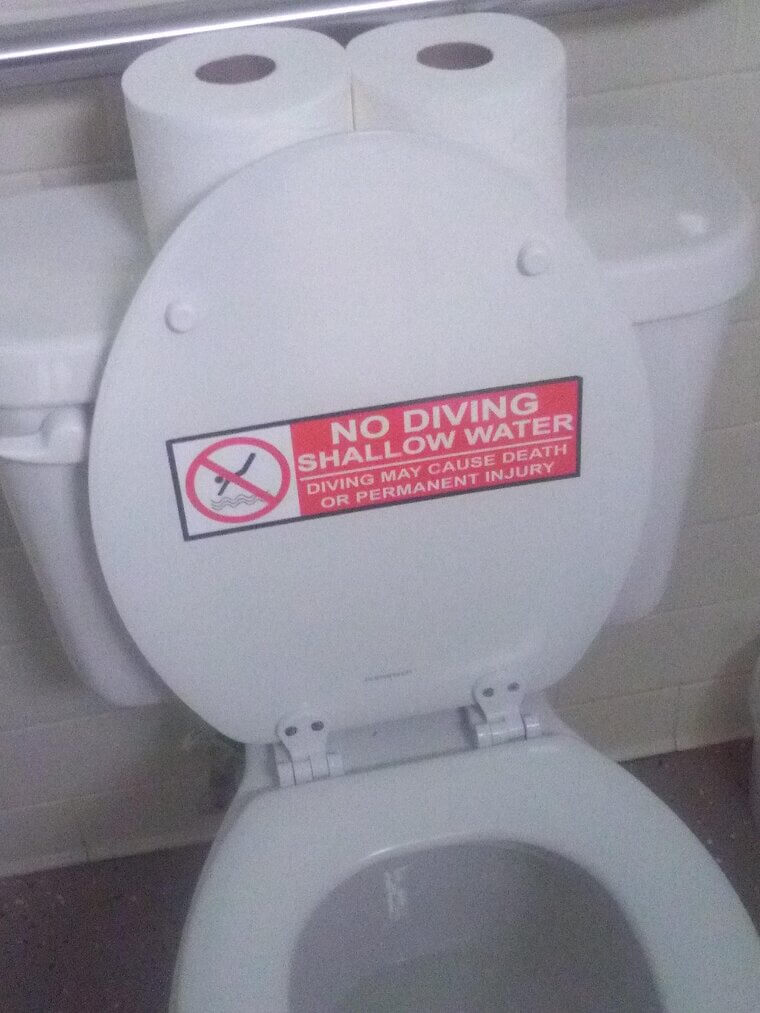 NO DIVING
SHALLOW WATER
DIVING MAY CAUSE DEATH
OR PERMANENT INJURY